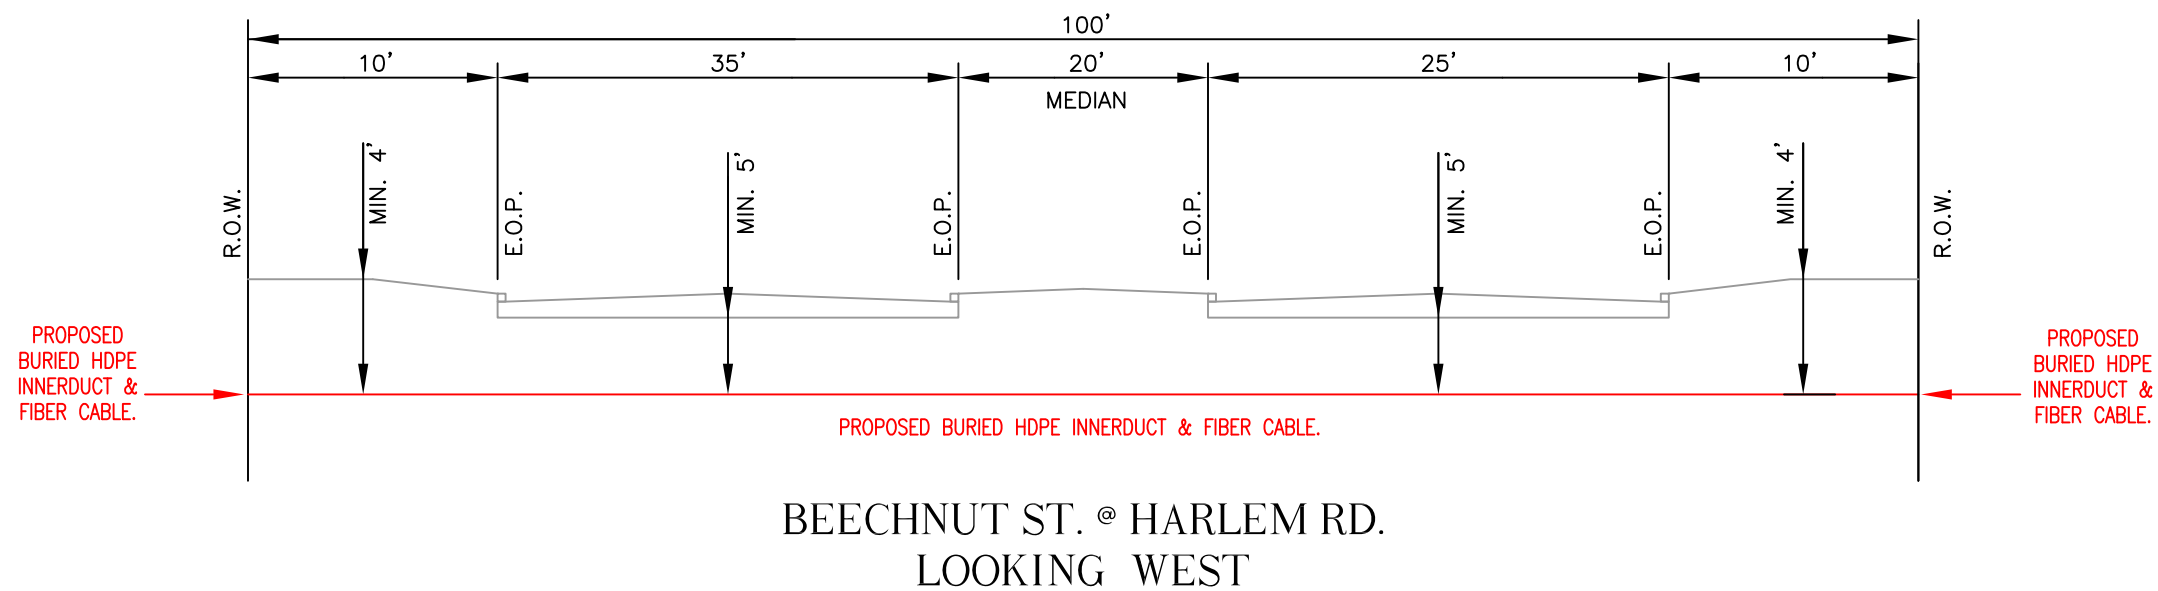 100'
10'
35'
20'
25'
10'
MEDIAN
MIN. 4'
MIN. 5'
MIN. 5'
MIN. 4'
R.O.W.
E.O.P.
E.O.P.
E.O.P.
E.O.P.
R.O.W.
PROPOSED
BURIED HDPE
INNERDUCT &
FIBER CABLE.
PROPOSED
BURIED HDPE
INNERDUCT &
FIBER CABLE.
PROPOSED BURIED HDPE INNERDUCT & FIBER CABLE.
BEECHNUT ST. @ HARLEM RD.
LOOKING WEST